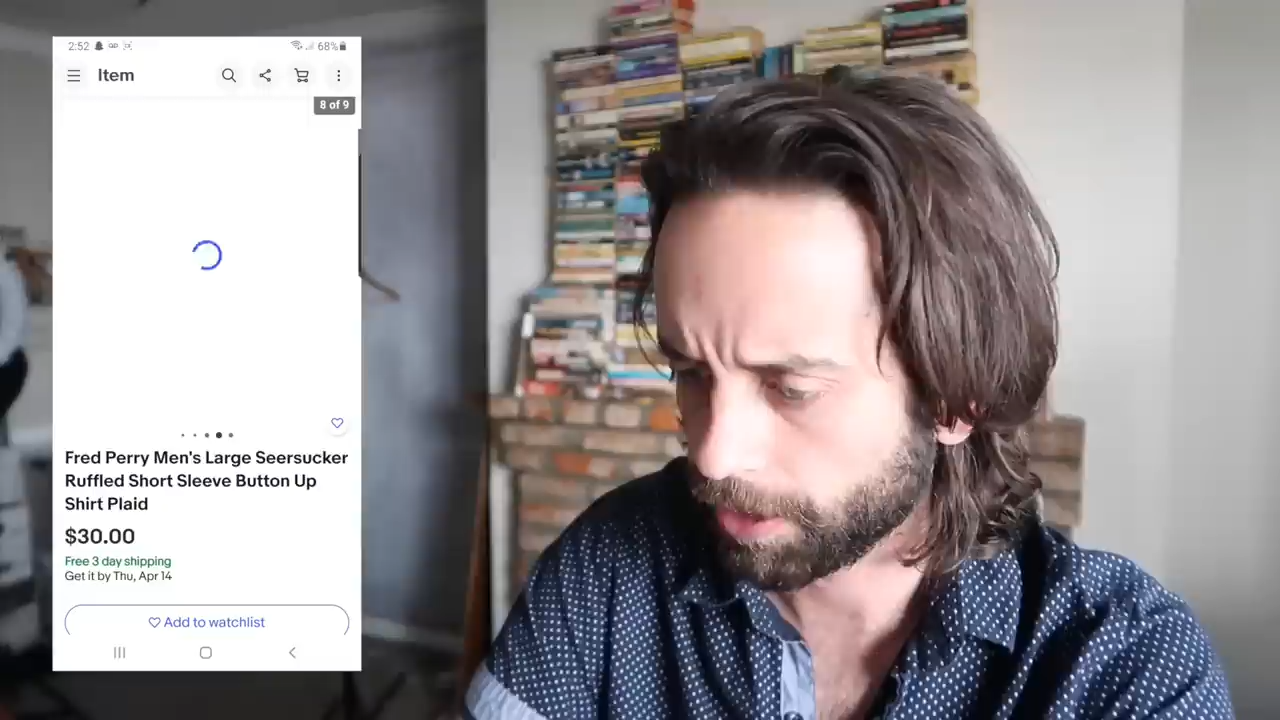 2:52
68%
Item
8 of 9
Fred Perry Men's Large Seersucker
Ruffled Short Sleeve Button Up
Shirt Plaid
$30.00
Free 3 day shipping
Get it by Thu, Apr 14
Add to watchlist